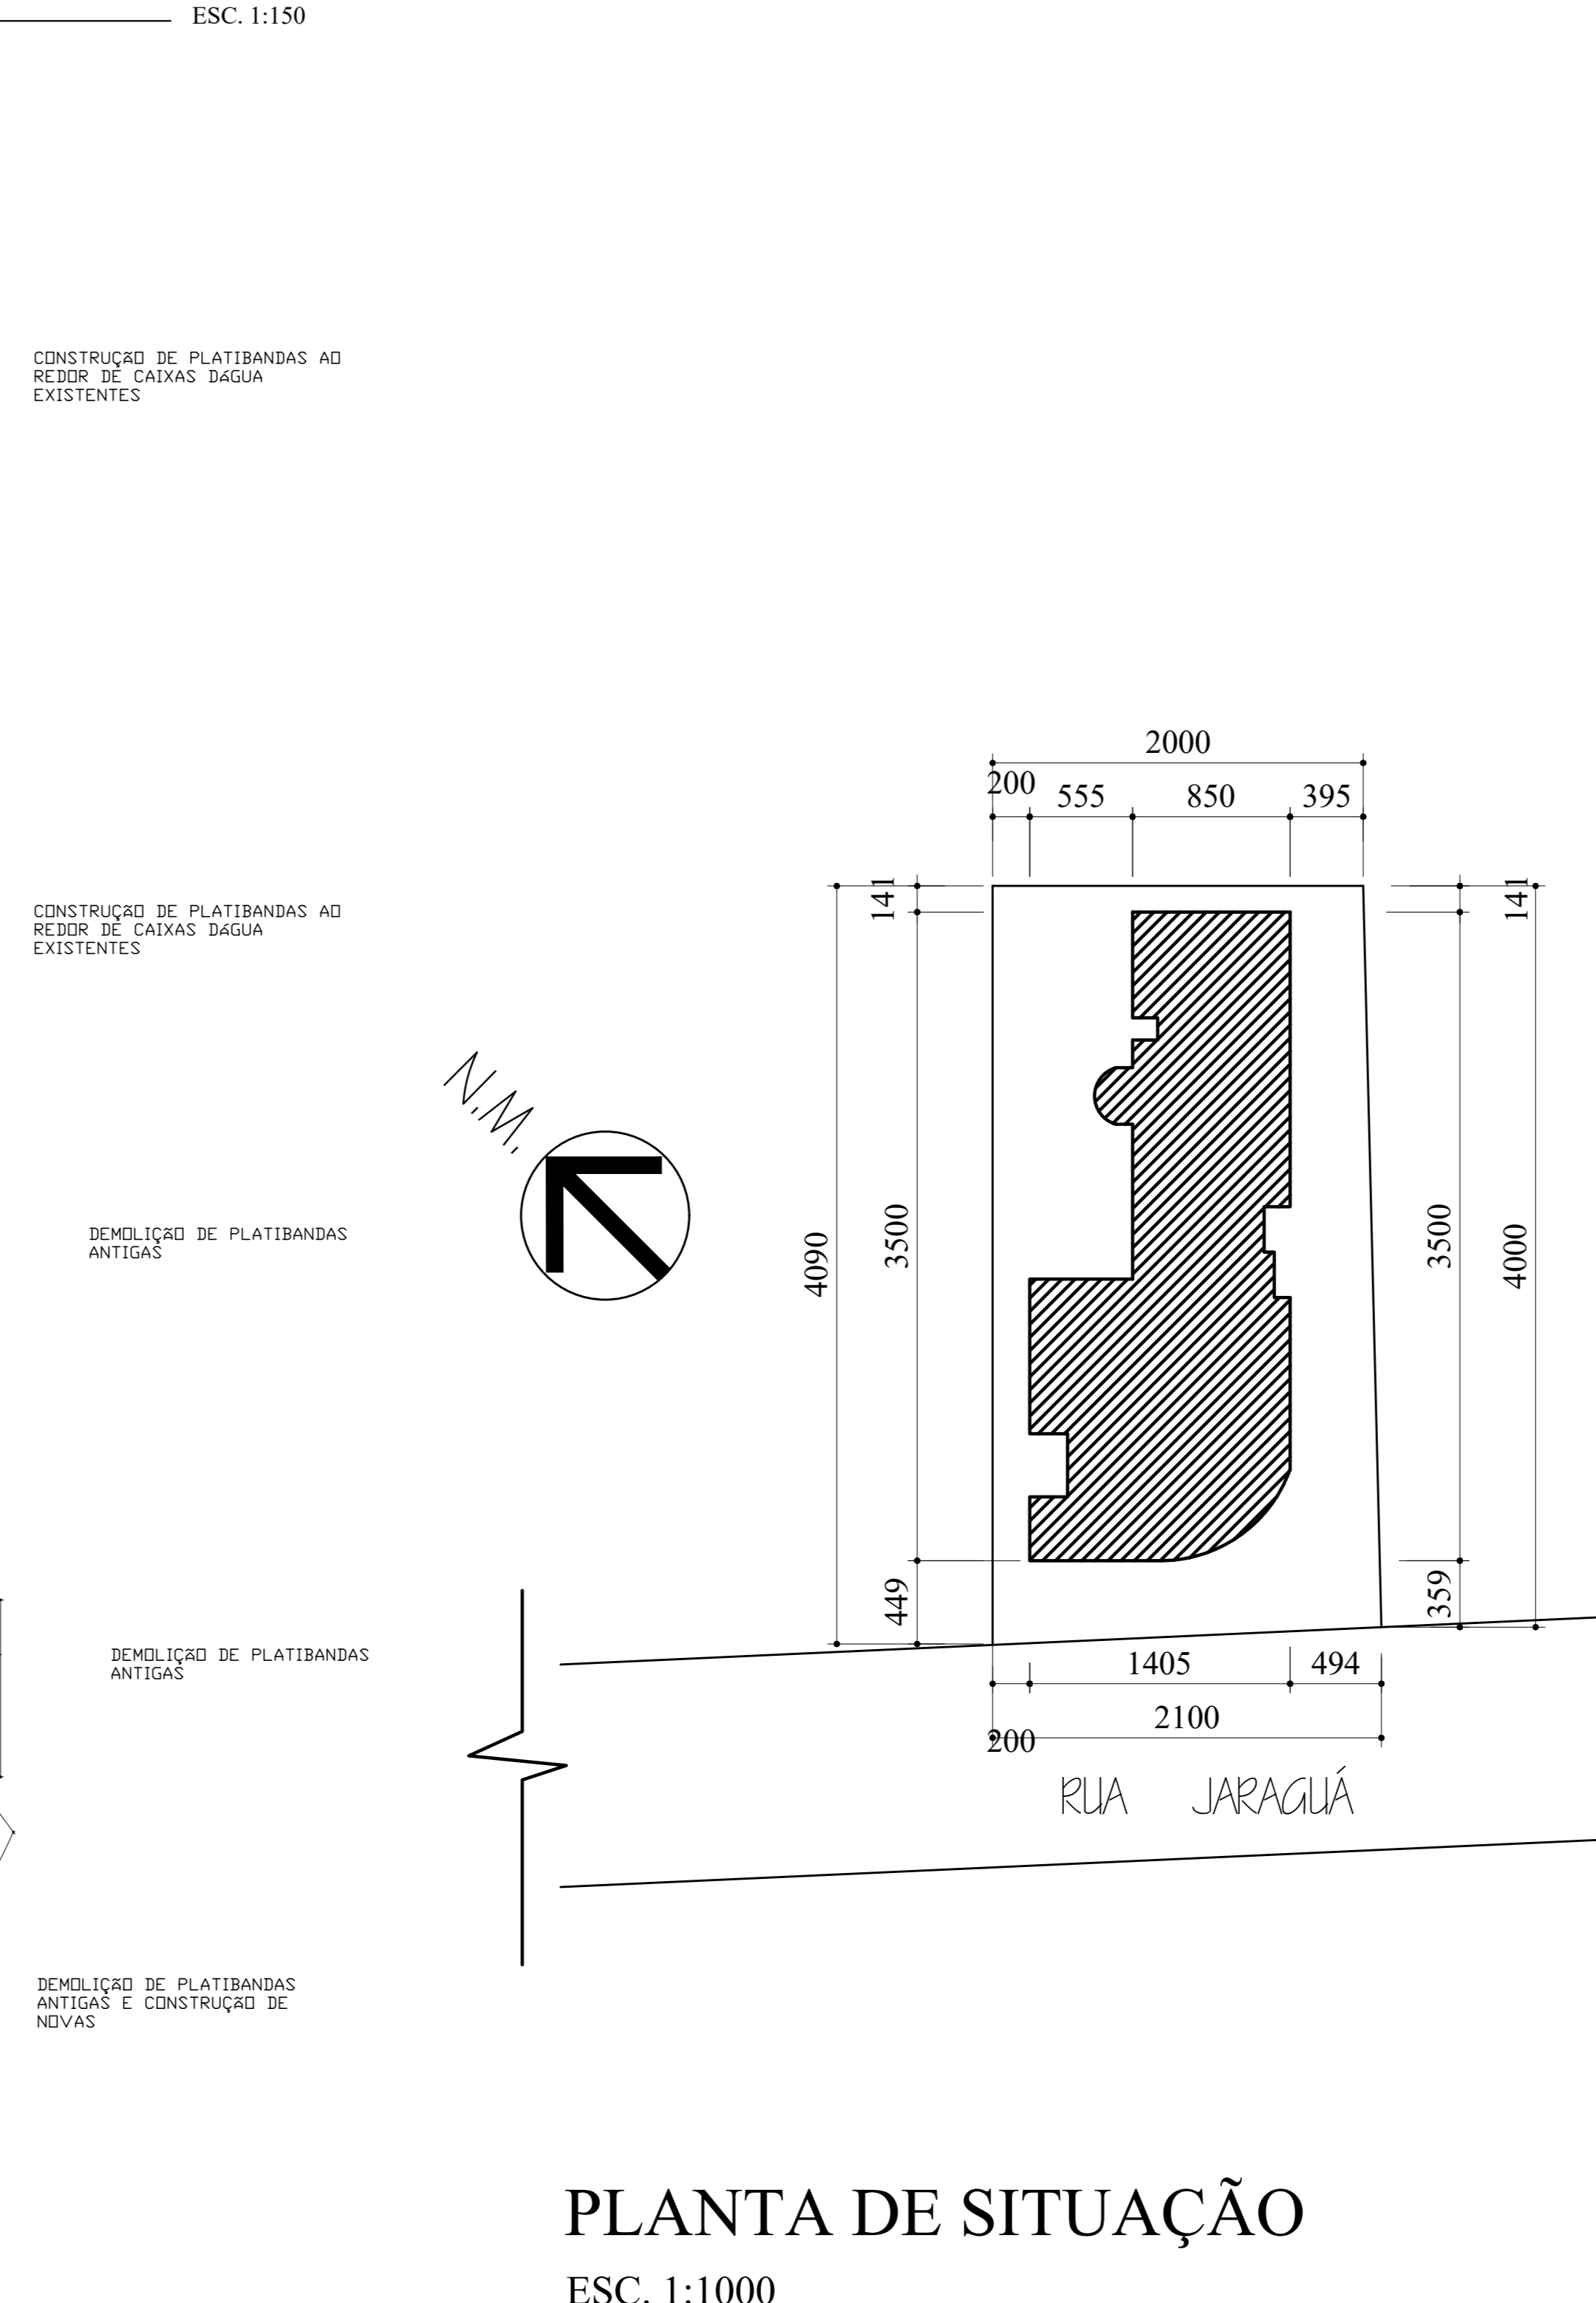 ESC. 1:150
CONSTRUÇãO DE PLATIBANDAS AO
REDOR DE CAIXAS DáGUA
EXISTENTES
2000
200
555
850
395
141
141
CONSTRUÇãO DE PLATIBANDAS AO
REDOR DE CAIXAS DáGUA
EXISTENTES
N.M.
DEMOLIÇãO DE PLATIBANDAS
ANTIGAS
4090
3500
3500
4000
449
359
DEMOLIÇãO DE PLATIBANDAS
ANTIGAS
1405
494
2100
200
RUA JARAGUÁ
DEMOLIÇãO DE PLATIBANDAS
ANTIGAS E CONSTRUÇãO DE
NOVAS
PLANTA DE SITUAÇÃO
ESC. 1:1000